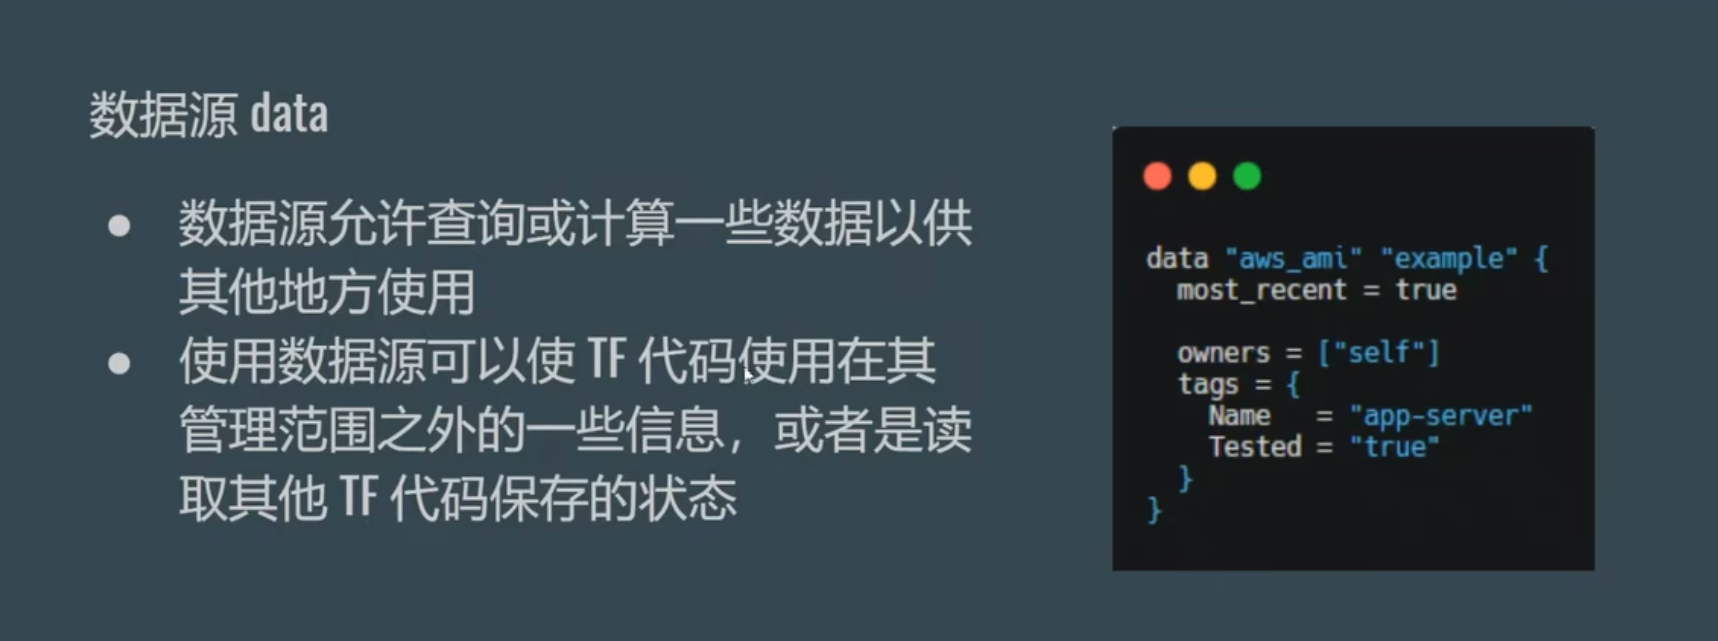 数据源 data
● 数据源允许查询或计算一些数据以供
其他地方使用
● 使用数据源可以使 TF 代码使用在其
管理范围之外的一些信息，或者是读
取其他 TF 代码保存的状态
data "aws_ami" "example" {
  most_recent = true

  owners = ["self"]
  tags = {
    Name   = "app-server"
    Tested = "true"
  }
}